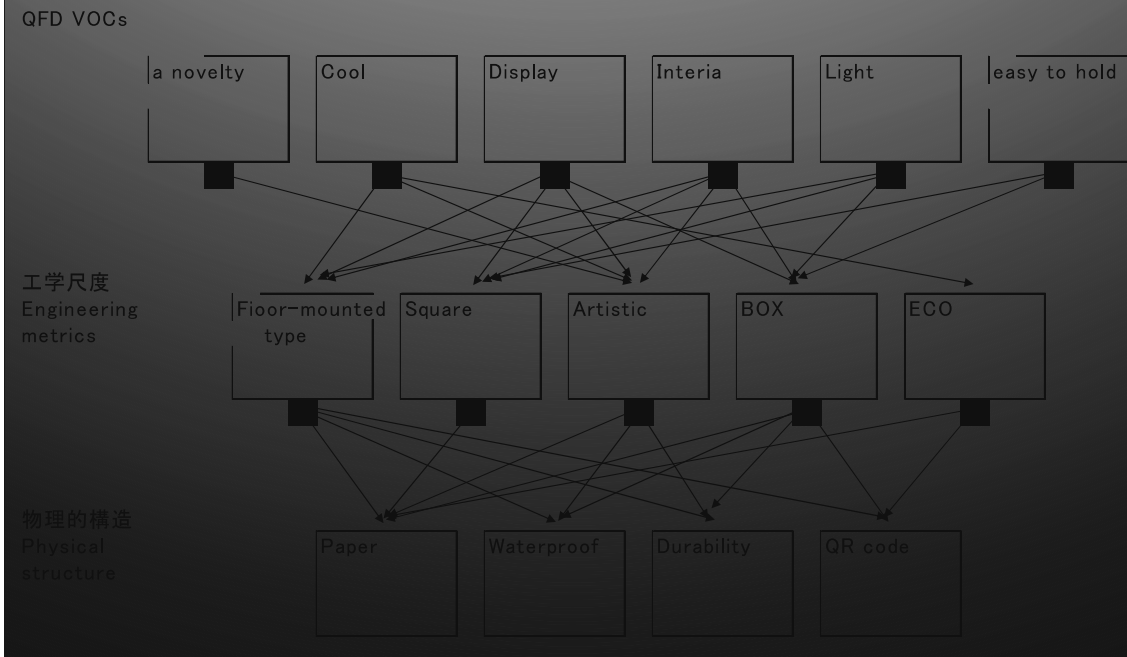 QFD VOCs
a novelty
Cool
Display
Interia
Light
easy to hold
工学尺度
Engineering
metrics
Fioor-mounted
type
Square
Artistic
BOX
ECO
物理的構造
Physical
structure
Paper
Waterproof
Durability
QR code